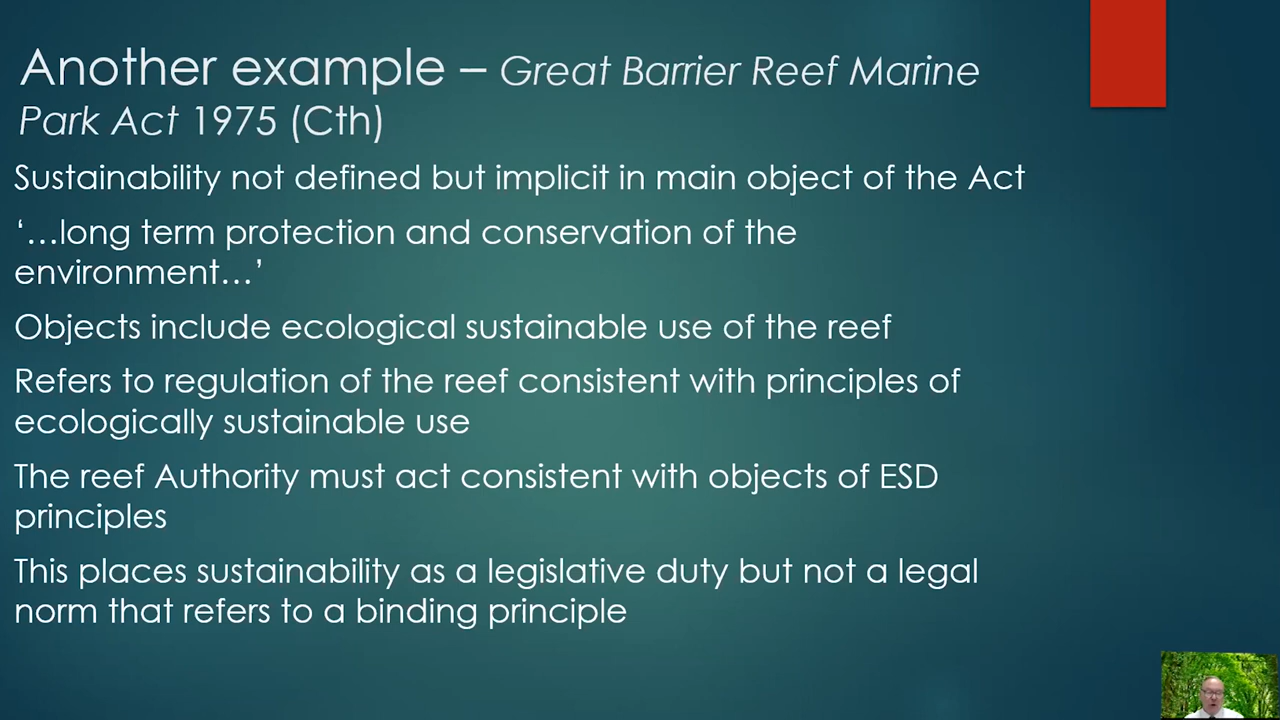 Another example – Great Barrier Reef Marine
Park Act 1975 (Cth)
Sustainability not defined but implicit in main object of the Act
‘…long term protection and conservation of the
environment…’
Objects include ecological sustainable use of the reef
Refers to regulation of the reef consistent with principles of
ecologically sustainable use
The reef Authority must act consistent with objects of ESD
principles
This places sustainability as a legislative duty but not a legal
norm that refers to a binding principle